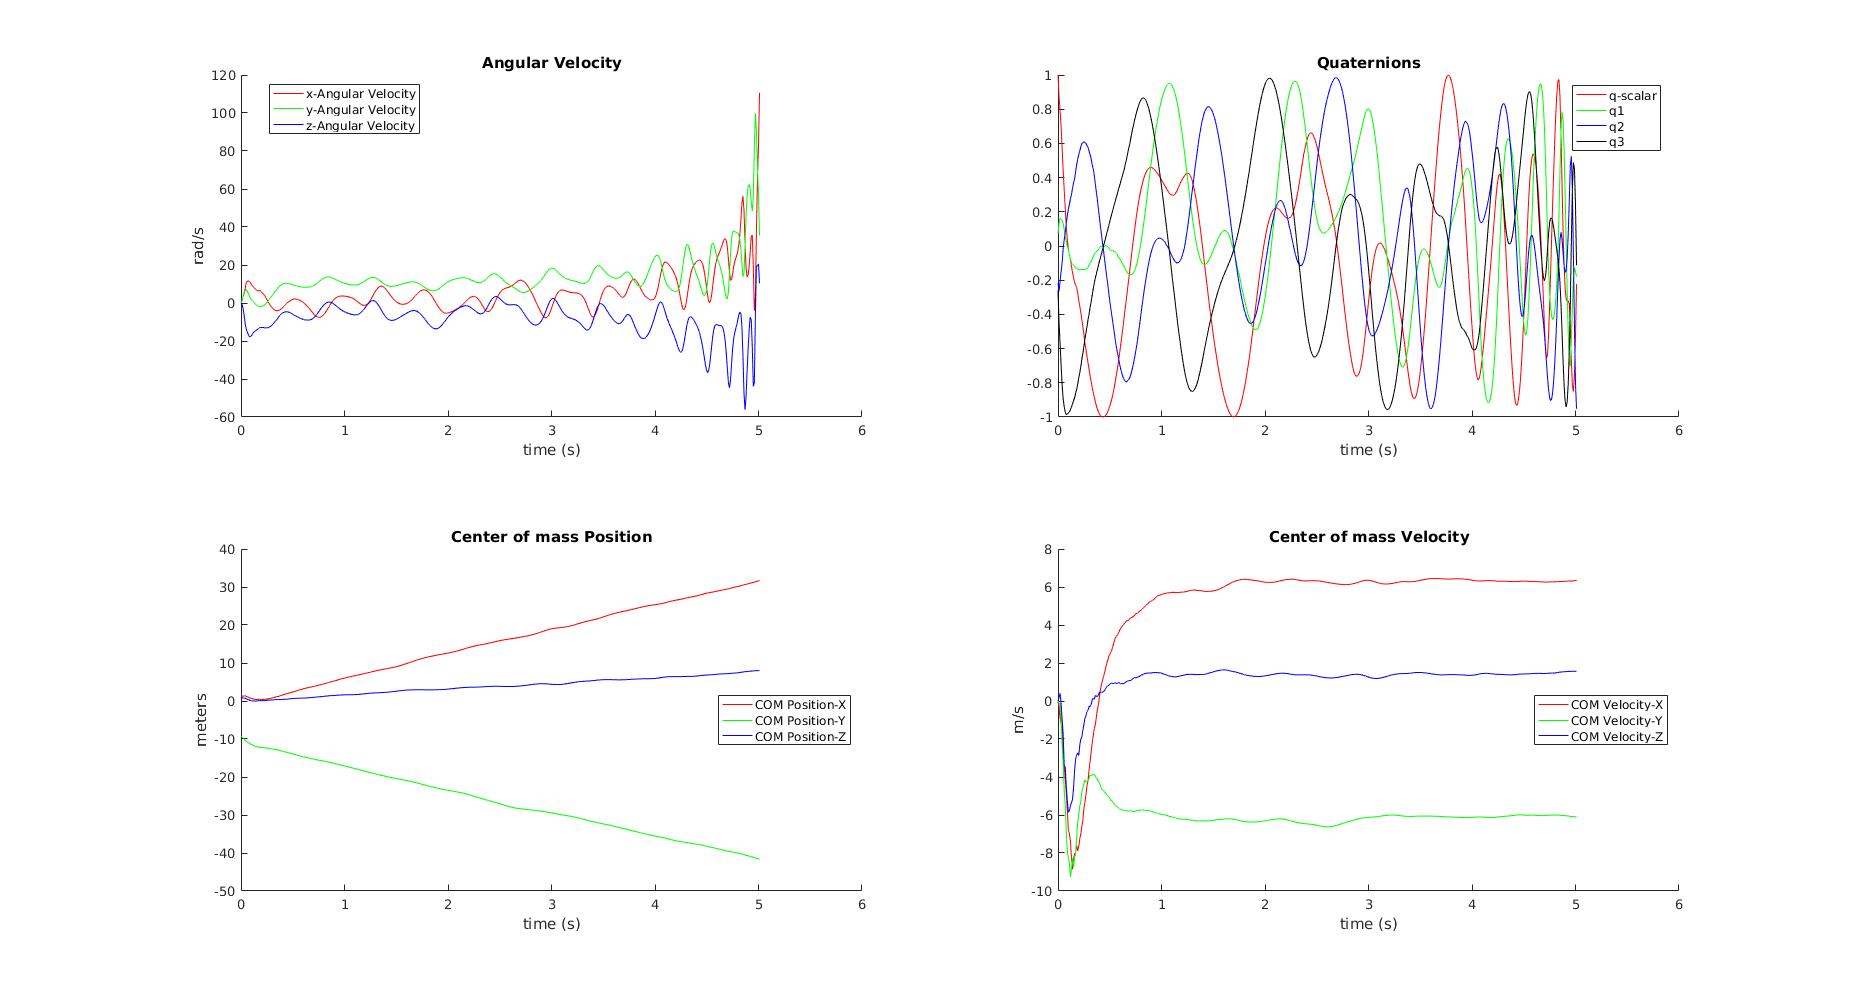 Angular Velocity
120
100
80
60
40
20
0
-20
-40
-60
rad/s
x-Angular Velocity
y-Angular Velocity
z-Angular Velocity
0 1 2 3 4 5 6
time (s)
Quaternions
1
0.8
0.6
0.4
0.2
0
-0.2
-0.4
-0.6
-0.8
-1
q-scalar
q1
q2
q3
0 1 2 3 4 5 6
time (s)
Center of mass Position
40
30
20
10
0
-10
-20
-30
-40
-50
meters
COM Position-X
COM Position-Y
COM Position-Z
0 1 2 3 4 5 6
time (s)
Center of mass Velocity
8
6
4
2
0
-2
-4
-6
-8
-10
m/s
COM Velocity-X
COM Velocity-Y
COM Velocity-Z
0 1 2 3 4 5 6
time (s)